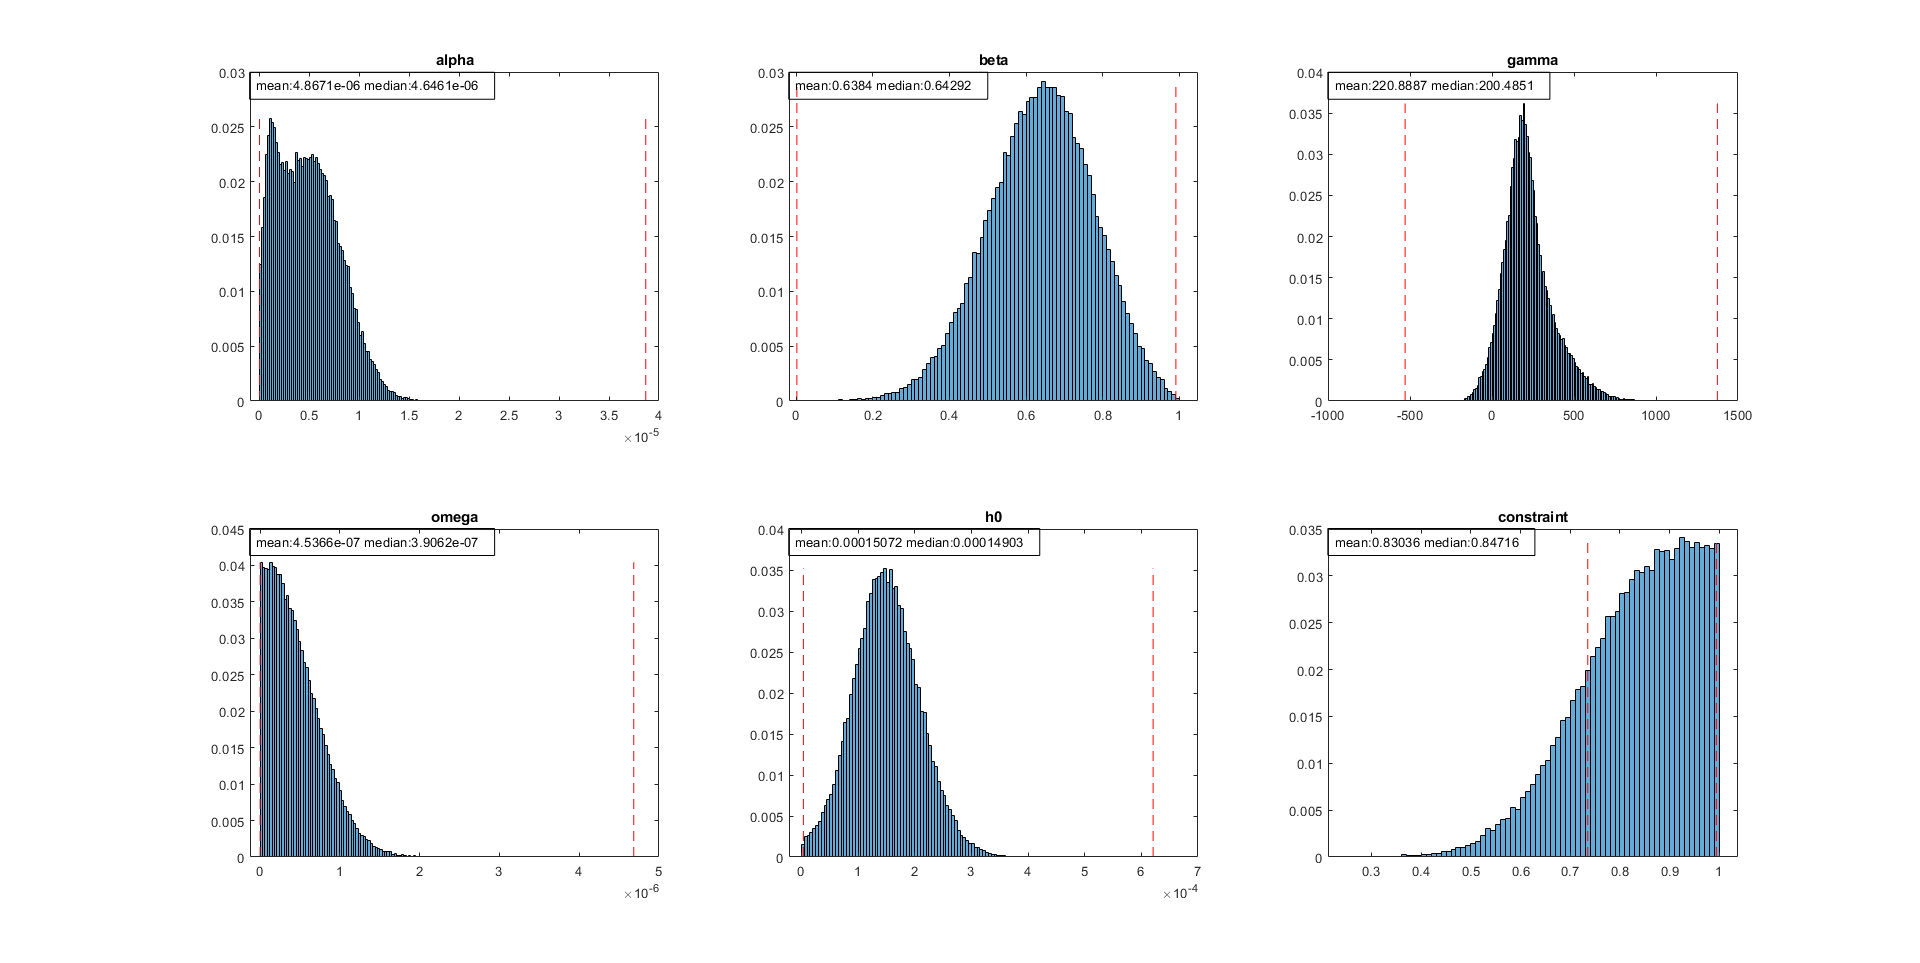 alpha
mean:4.8671e-06 median:4.6461e-06
0.03
0.025
0.02
0.015
0.01
0.005
0
0 0.5 1 1.5 2 2.5 3 3.5 4
×10-5
beta
mean:0.6384 median:0.64292
0.03
0.025
0.02
0.015
0.01
0.005
0
0 0.2 0.4 0.6 0.8 1
gamma
mean:220.8887 median:200.4851
0.04
0.035
0.03
0.025
0.02
0.015
0.01
0.005
0
-1000 -500 0 500 1000 1500
omega
mean:4.5366e-07 median:3.9062e-07
0.045
0.04
0.035
0.03
0.025
0.02
0.015
0.01
0.005
0
0 1 2 3 4 5
×10-6
h0
mean:0.00015072 median:0.00014903
0.04
0.035
0.03
0.025
0.02
0.015
0.01
0.005
0
0 1 2 3 4 5 6 7
×10-4
constraint
mean:0.83036 median:0.84716
0.035
0.03
0.025
0.02
0.015
0.01
0.005
0
0.3 0.4 0.5 0.6 0.7 0.8 0.9 1